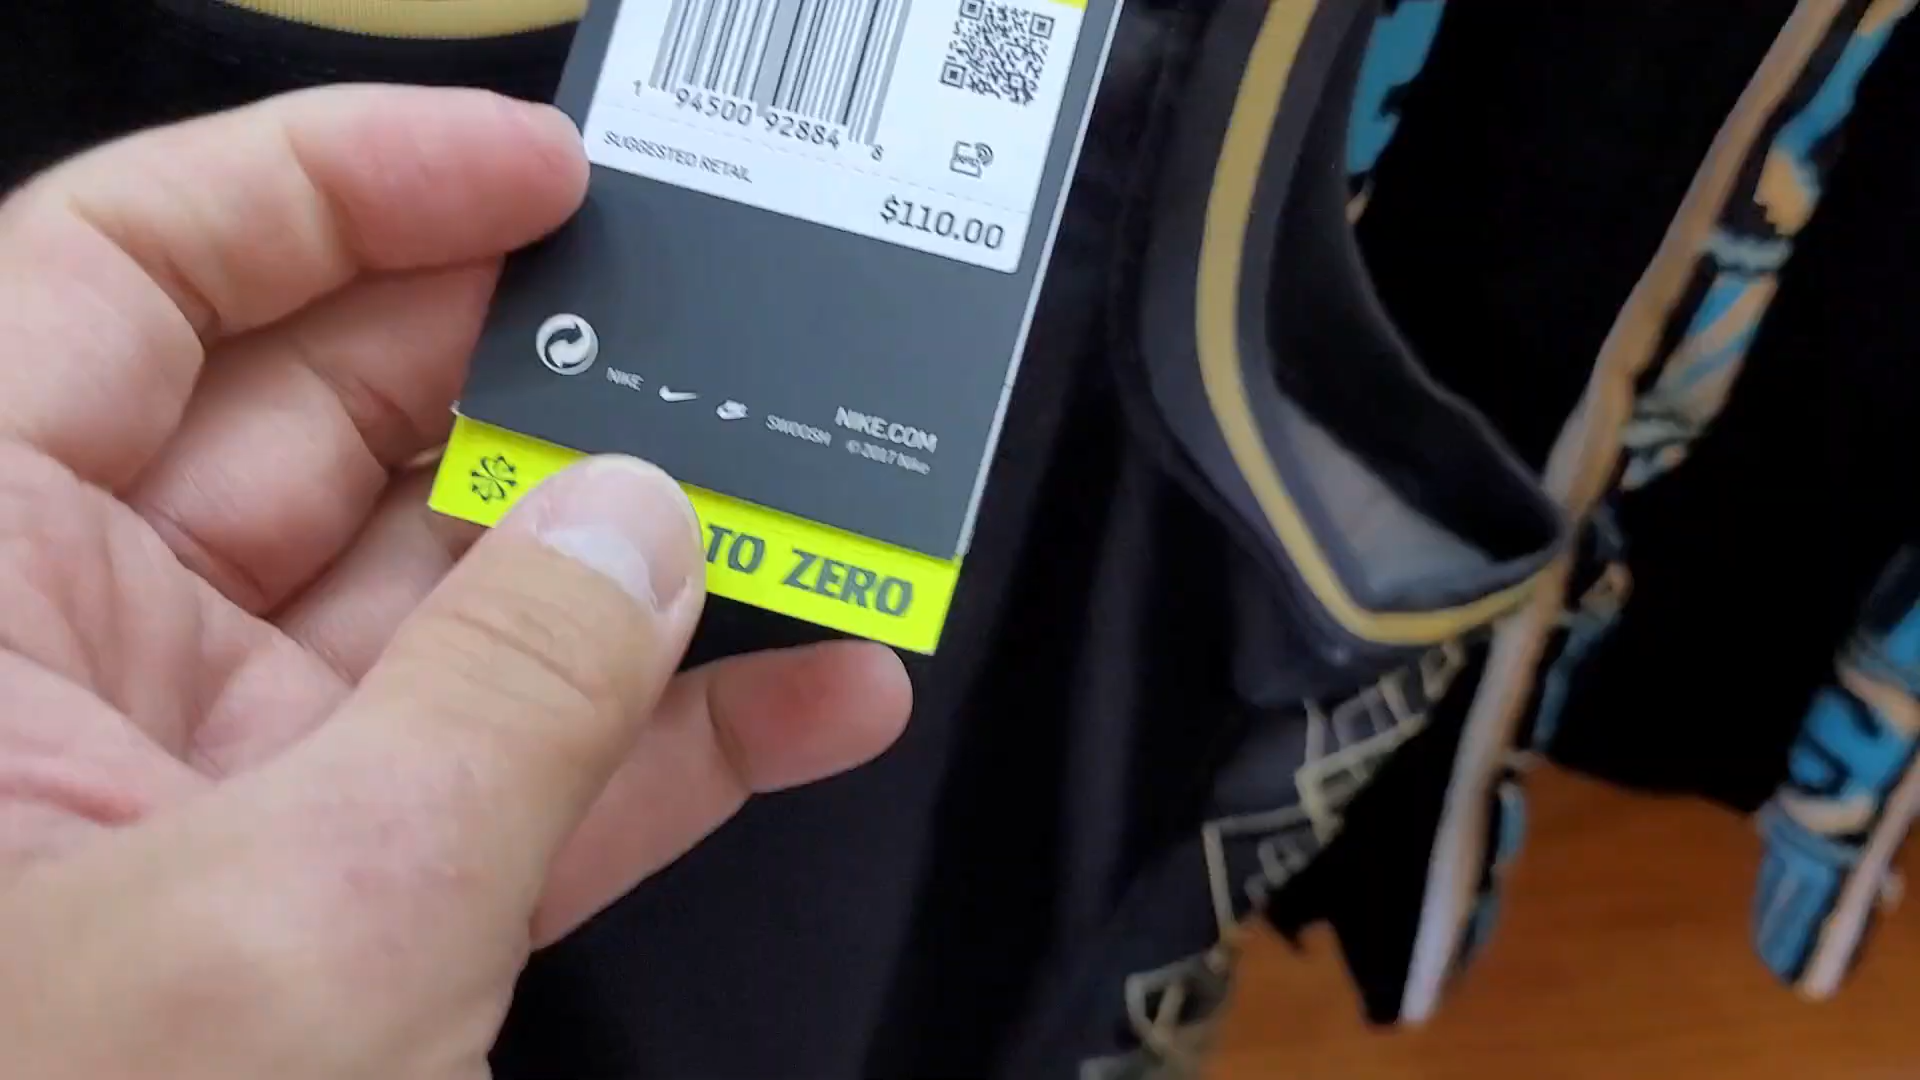 1 94500 92884 8
SUGGESTED RETAIL
$110.00
NIKE SWOOSH NIKE.COM
©2017 Nike
TO ZERO